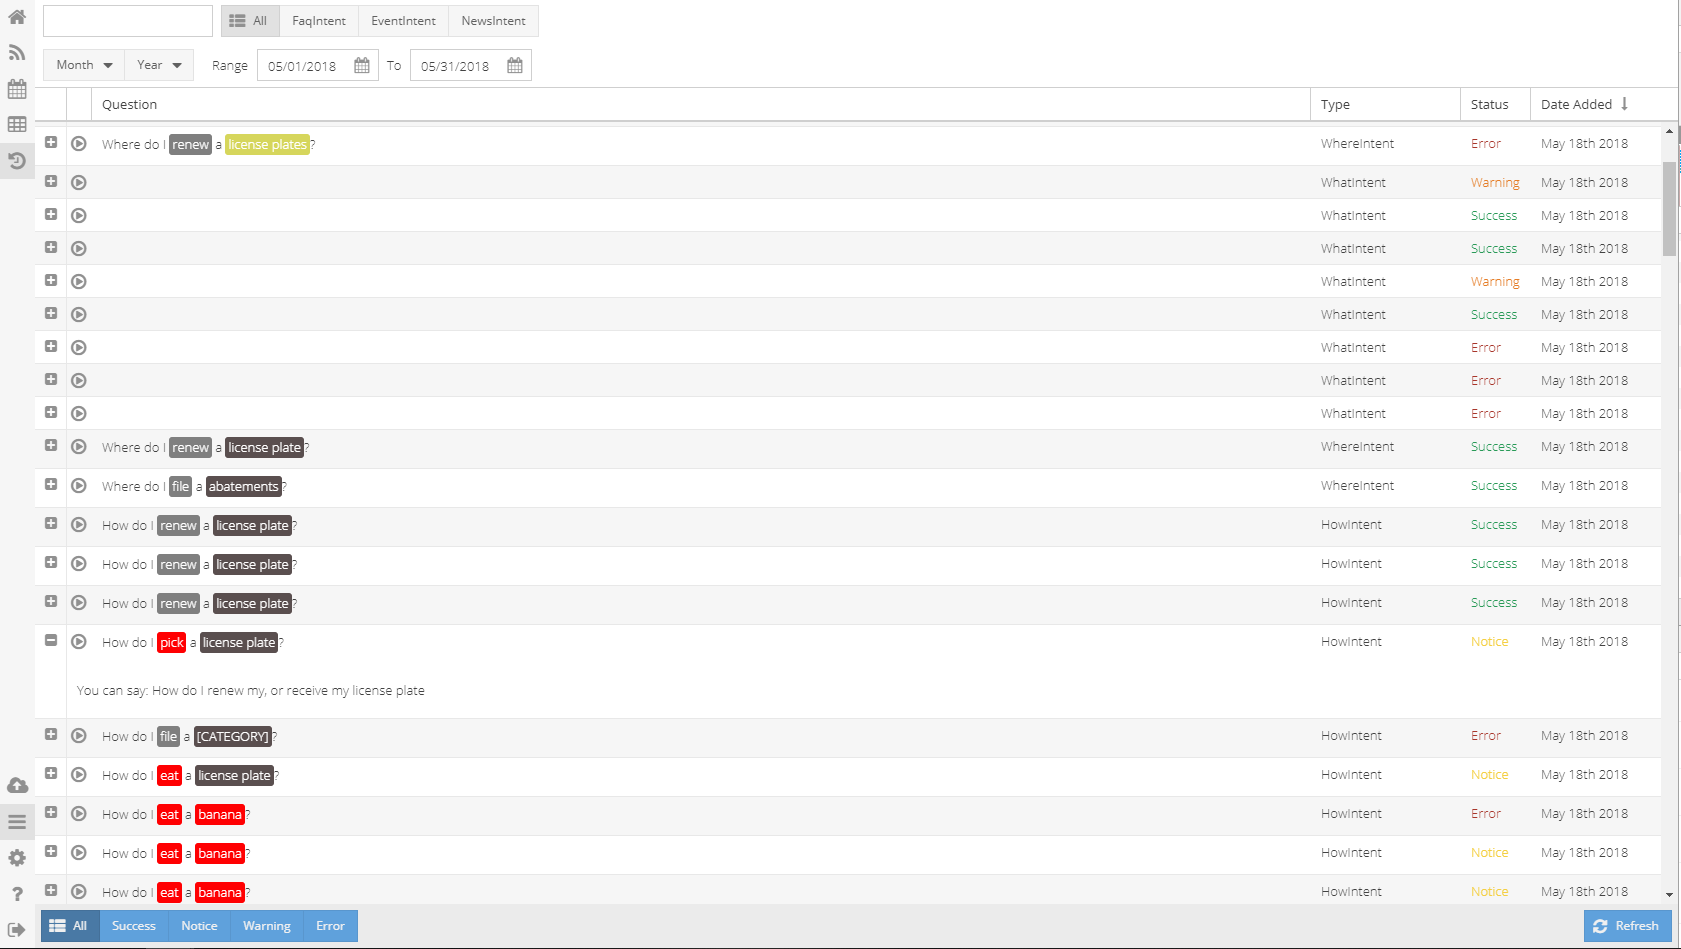 All FaqIntent EventIntent NewsIntent
Month Year Range 05/01/2018 To 05/31/2018
Question Type Status Date Added
Where do I renew a license plates? WhereIntent Error May 18th 2018
WhatIntent Warning May 18th 2018
WhatIntent Success May 18th 2018
WhatIntent Success May 18th 2018
WhatIntent Warning May 18th 2018
WhatIntent Success May 18th 2018
WhatIntent Error May 18th 2018
WhatIntent Error May 18th 2018
WhatIntent Error May 18th 2018
Where do I renew a license plate? WhereIntent Success May 18th 2018
Where do I file a abatements? WhereIntent Success May 18th 2018
How do I renew a license plate? HowIntent Success May 18th 2018
How do I renew a license plate? HowIntent Success May 18th 2018
How do I renew a license plate? HowIntent Success May 18th 2018
How do I pick a license plate? HowIntent Notice May 18th 2018
You can say: How do I renew my, or receive my license plate
How do I file a [CATEGORY]? HowIntent Error May 18th 2018
How do I eat a license plate? HowIntent Notice May 18th 2018
How do I eat a banana? HowIntent Error May 18th 2018
How do I eat a banana? HowIntent Notice May 18th 2018
How do I eat a banana? HowIntent Notice May 18th 2018
All Success Notice Warning Error Refresh